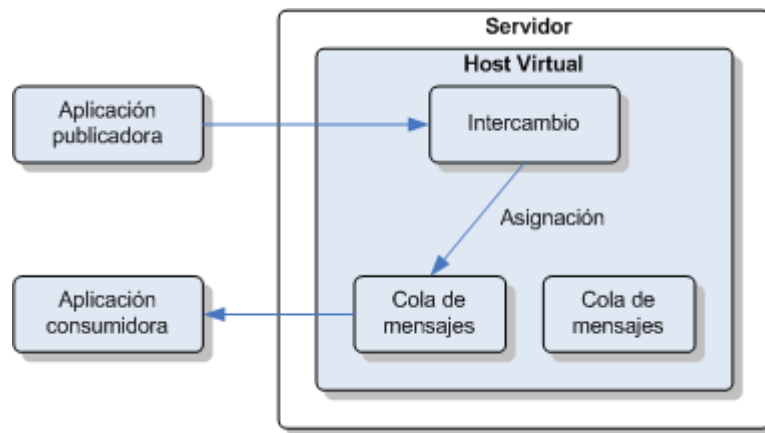 Servidor
Host Virtual
Aplicación
publicadora
Intercambio
Asignación
Aplicación
consumidora
Cola de
mensajes
Cola de
mensajes